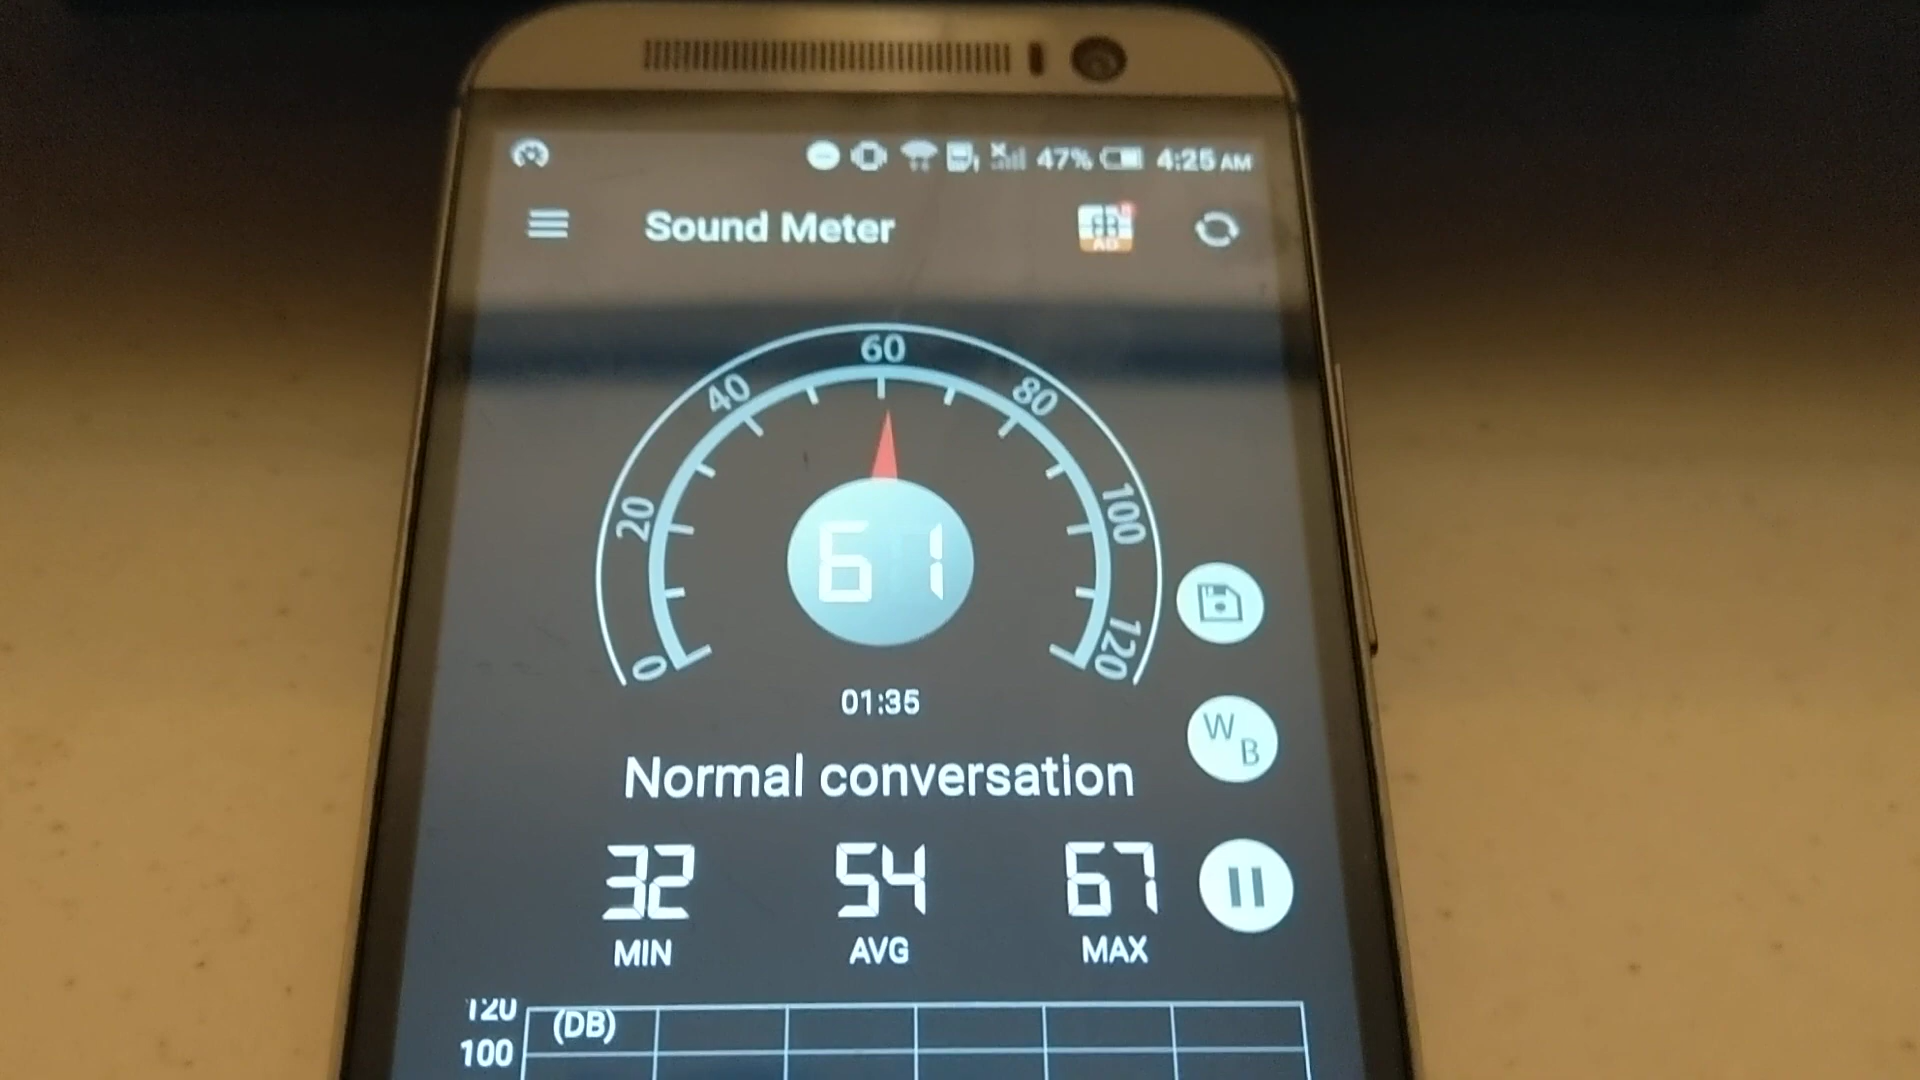 47% 4:25 AM
Sound Meter
AD
60
40 80
20 100
61
0 120
01:35
W B
Normal conversation
32 54 67
MIN AVG MAX
120 (DB)
100